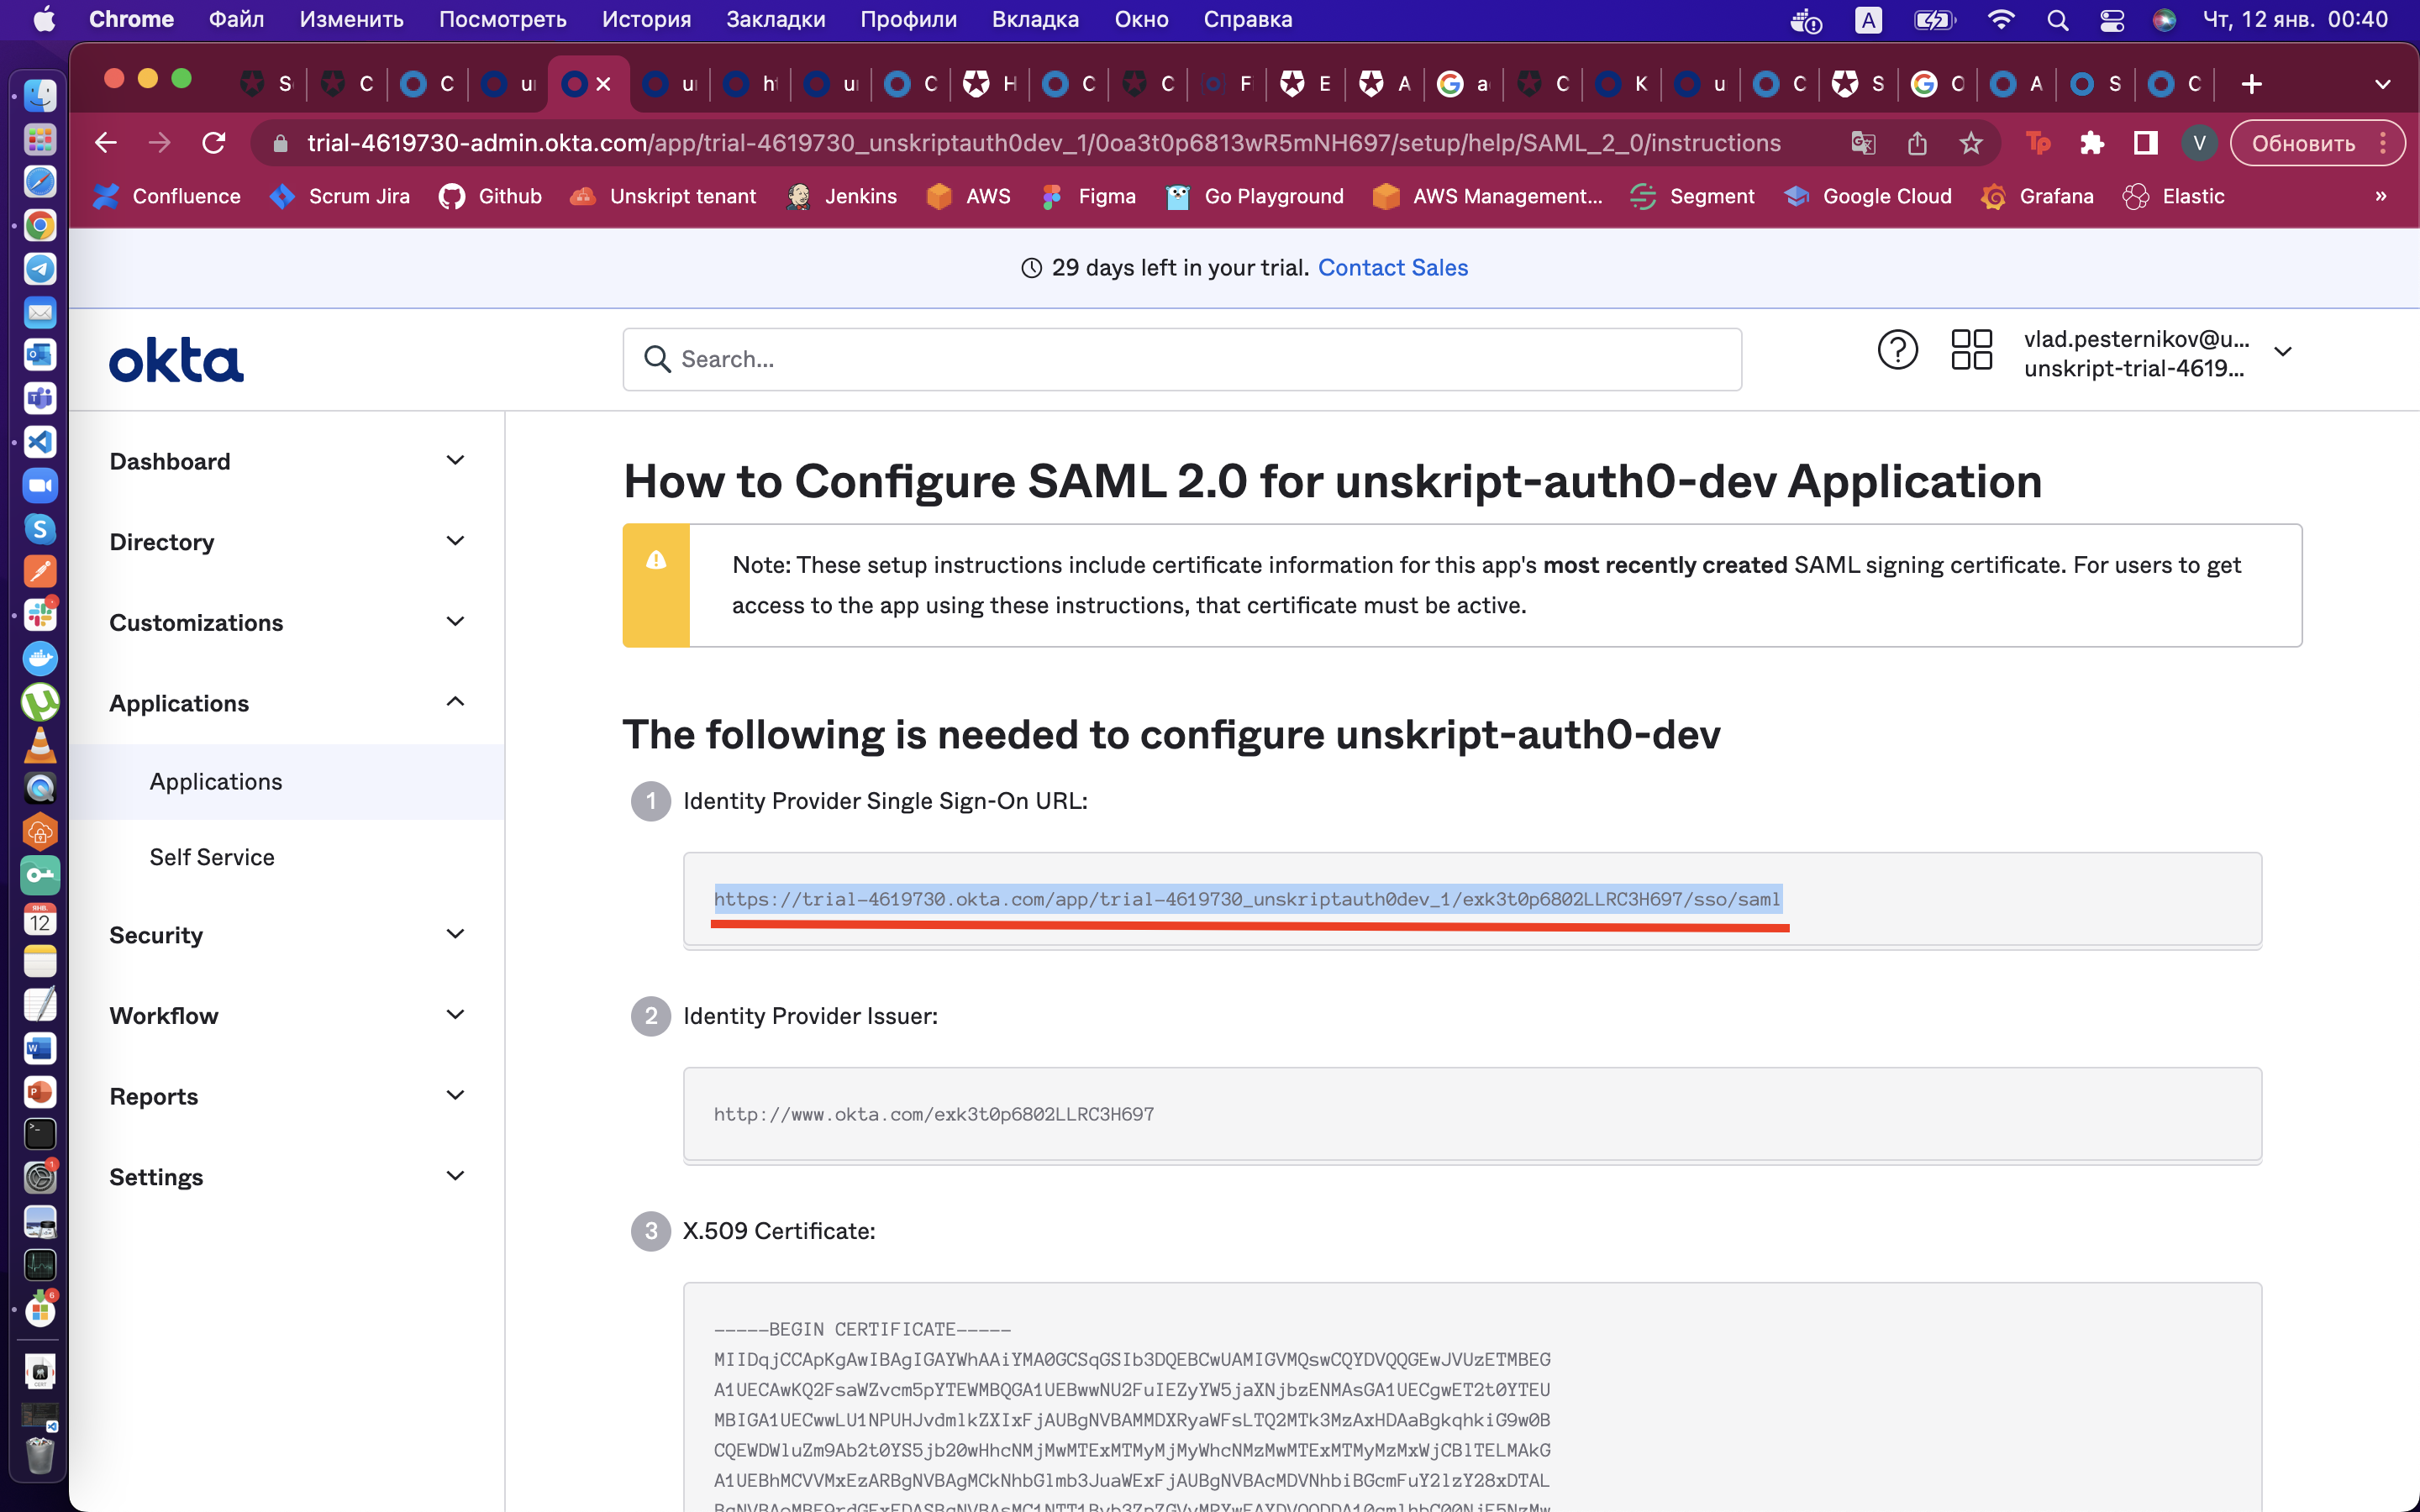 Chrome Файл Изменить Посмотреть История Закладки Профили Вкладка Окно Справка A Чт, 12 янв. 00:40
S C C u × u h u C H C C F E A a C K u C S O A S C
trial-4619730-admin.okta.com/app/trial-4619730_unskriptauth0dev_1/0oa3t0p6813wR5mNH697/setup/help/SAML_2_0/instructions Tp V Обновить
Confluence Scrum Jira Github Unskript tenant Jenkins AWS Figma Go Playground AWS Management... Segment Google Cloud Grafana Elastic »
29 days left in your trial. Contact Sales
okta
Search...
vlad.pesternikov@u...
unskript-trial-4619...
Dashboard
Directory
Customizations
Applications
Applications
Self Service
Security
Workflow
Reports
Settings
How to Configure SAML 2.0 for unskript-auth0-dev Application
Note: These setup instructions include certificate information for this app's most recently created SAML signing certificate. For users to get
access to the app using these instructions, that certificate must be active.
The following is needed to configure unskript-auth0-dev
1 Identity Provider Single Sign-On URL:
https://trial-4619730.okta.com/app/trial-4619730_unskriptauth0dev_1/exk3t0p6802LLRC3H697/sso/saml
2 Identity Provider Issuer:
http://www.okta.com/exk3t0p6802LLRC3H697
3 X.509 Certificate:
-----BEGIN CERTIFICATE-----
MIIDqjCCApKgAwIBAgIGAYWhAAiYMA0GCSqGSIb3DQEBCwUAMIGVMQswCQYDVQQGEwJVUzETMBEG
A1UECAwKQ2FsaWZvcm5pYTEWMBQGA1UEBwwNU2FuIEZyYW5jaXNjbzENMAsGA1UECgwET2t0YTEU
MBIGA1UECwwLU1NPUHJvdmlkZXIxFjAUBgNVBAMMDXRyaWFsLTQ2MTk3MzAxHDAaBgkqhkiG9w0B
CQEWDWluZm9Ab2t0YS5jb20wHhcNMjMwMTExMTMyMjMyWhcNMzMwMTExMTMyMzMxWjCBlTELMAkG
A1UEBhMCVVMxEzARBgNVBAgMCkNhbGlmb3JuaWExFjAUBgNVBAcMDVNhbiBGcmFuY2lzY28xDTAL